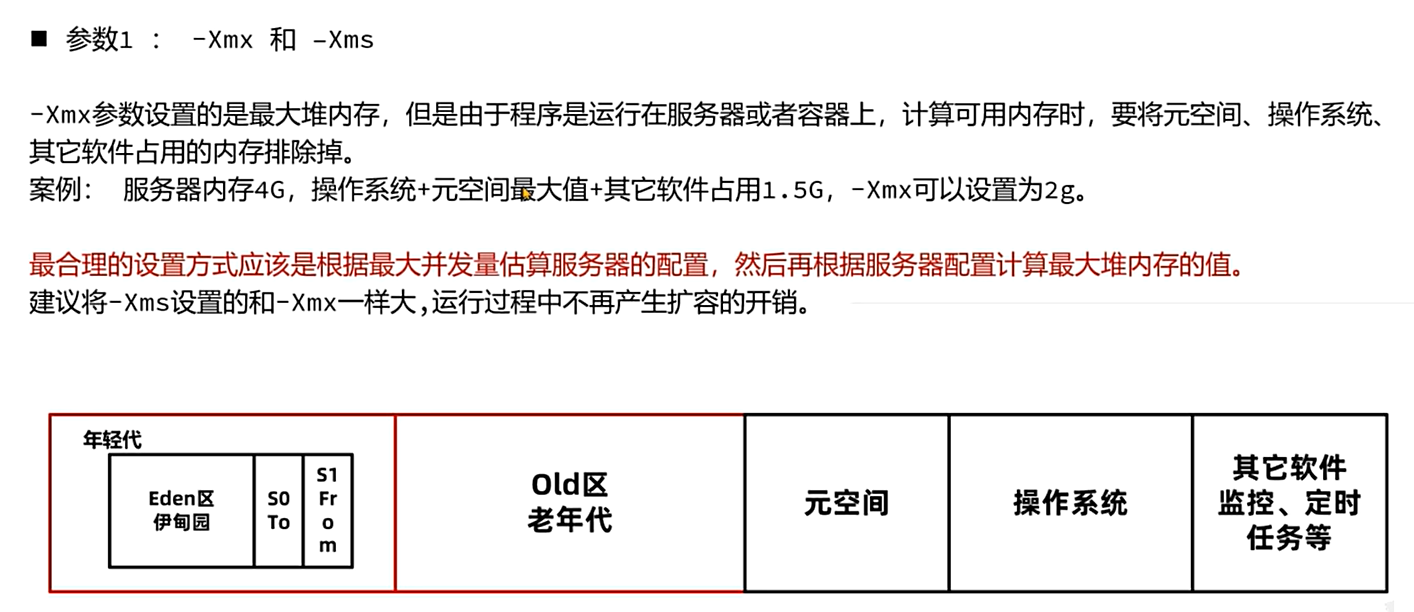 ■ 参数1 ： -Xmx 和 –Xms
-Xmx参数设置的是最大堆内存，但是由于程序是运行在服务器或者容器上，计算可用内存时，要将元空间、操作系统、
其它软件占用的内存排除掉。
案例： 服务器内存4G，操作系统+元空间最大值+其它软件占用1.5G，-Xmx可以设置为2g。
最合理的设置方式应该是根据最大并发量估算服务器的配置，然后再根据服务器配置计算最大堆内存的值。
建议将-Xms设置的和-Xmx一样大,运行过程中不再产生扩容的开销。
年轻代
Eden区
伊甸园
S0
To
S1
Fr
o
m
Old区
老年代
元空间
操作系统
其它软件
监控、定时
任务等